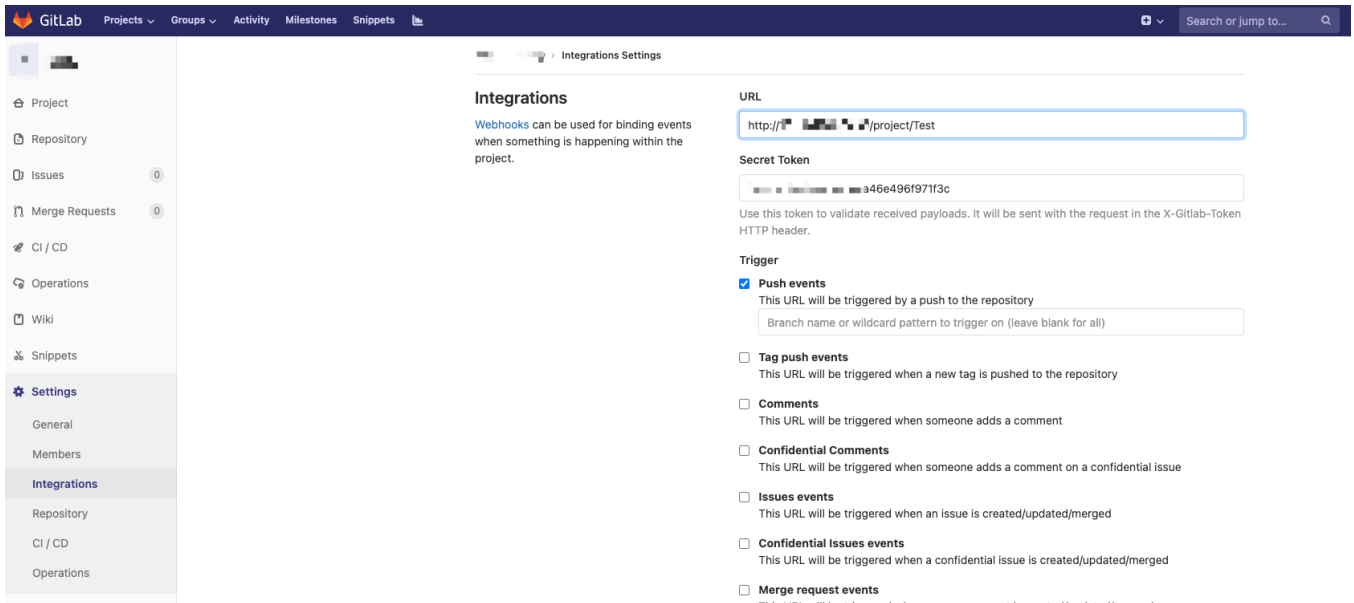 GitLab Projects Groups Activity Milestones Snippets Search or jump to...
Project
Repository
Issues 0
Merge Requests 0
CI / CD
Operations
Wiki
Snippets
Settings
General
Members
Integrations
Repository
CI / CD
Operations
› Integrations Settings
Integrations
Webhooks can be used for binding events
when something is happening within the
project.
URL
http:// /project/Test
Secret Token
a46e496f971f3c
Use this token to validate received payloads. It will be sent with the request in the X-Gitlab-Token
HTTP header.
Trigger
Push events
This URL will be triggered by a push to the repository
Branch name or wildcard pattern to trigger on (leave blank for all)
Tag push events
This URL will be triggered when a new tag is pushed to the repository
Comments
This URL will be triggered when someone adds a comment
Confidential Comments
This URL will be triggered when someone adds a comment on a confidential issue
Issues events
This URL will be triggered when an issue is created/updated/merged
Confidential Issues events
This URL will be triggered when a confidential issue is created/updated/merged
Merge request events